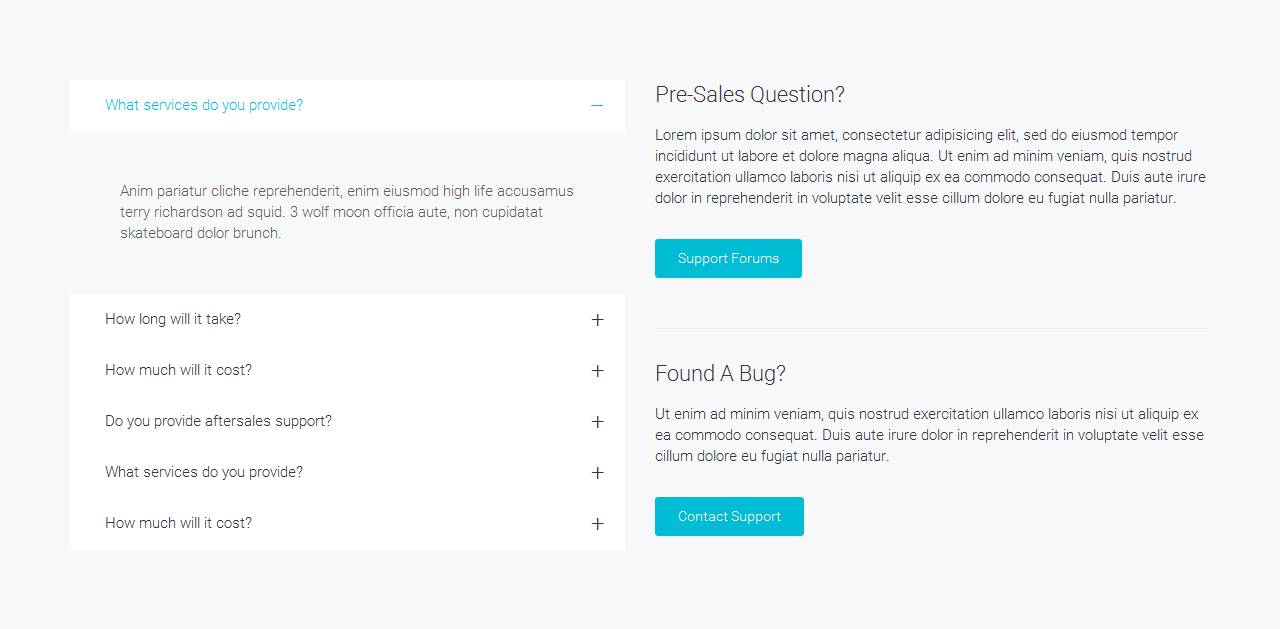 What services do you provide?
Anim pariatur cliche reprehenderit, enim eiusmod high life accusamus
terry richardson ad squid. 3 wolf moon officia aute, non cupidatat
skateboard dolor brunch.
How long will it take?
How much will it cost?
Do you provide aftersales support?
What services do you provide?
How much will it cost?
Pre-Sales Question?
Lorem ipsum dolor sit amet, consectetur adipisicing elit, sed do eiusmod tempor
incididunt ut labore et dolore magna aliqua. Ut enim ad minim veniam, quis nostrud
exercitation ullamco laboris nisi ut aliquip ex ea commodo consequat. Duis aute irure
dolor in reprehenderit in voluptate velit esse cillum dolore eu fugiat nulla pariatur.
Support Forums
Found A Bug?
Ut enim ad minim veniam, quis nostrud exercitation ullamco laboris nisi ut aliquip ex
ea commodo consequat. Duis aute irure dolor in reprehenderit in voluptate velit esse
cillum dolore eu fugiat nulla pariatur.
Contact Support